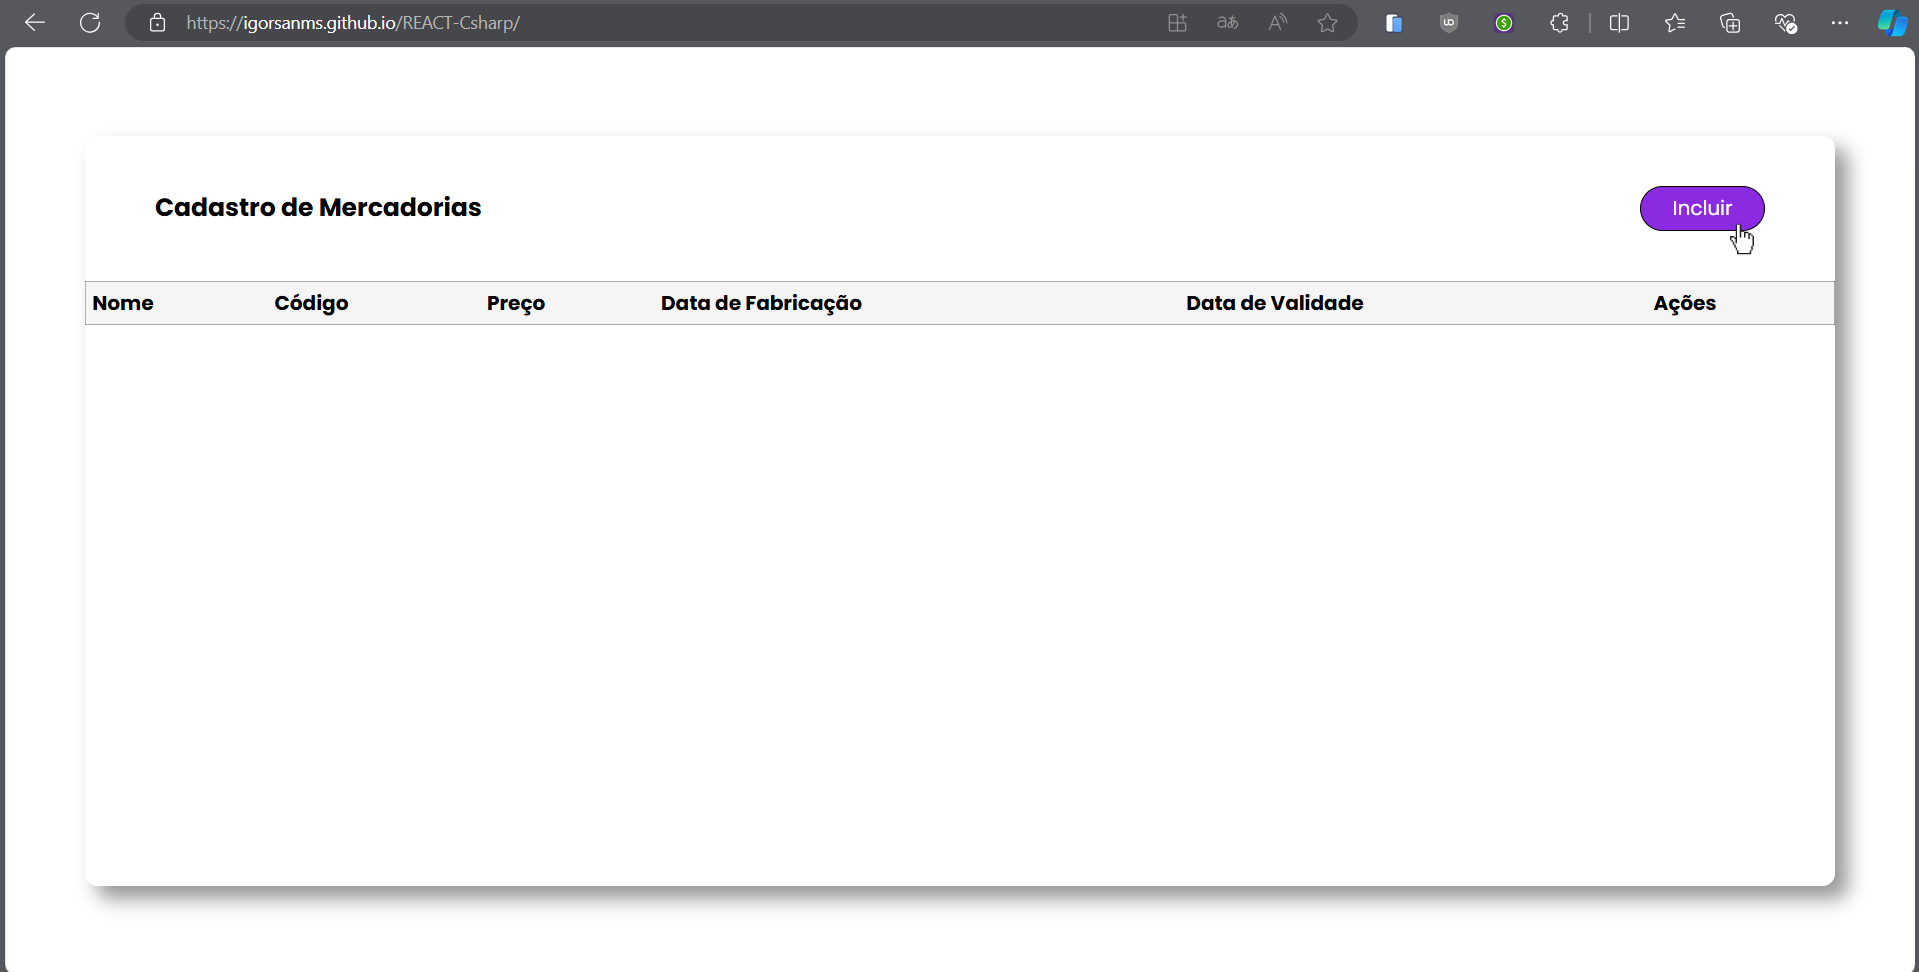 https://igorsanms.github.io/REACT-Csharp/
Cadastro de Mercadorias
Incluir
Nome Código Preço Data de Fabricação Data de Validade Ações